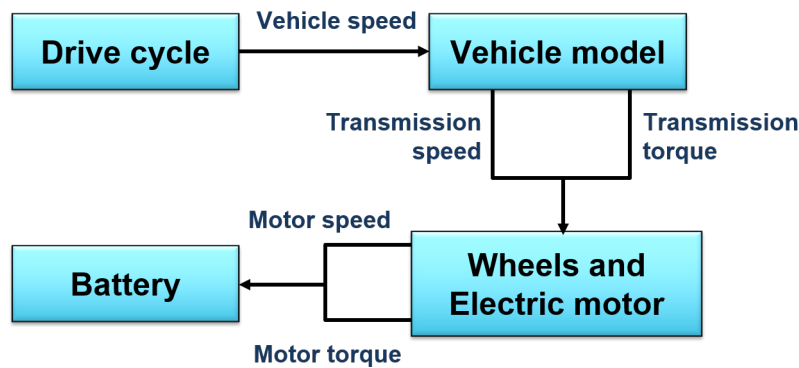 Vehicle speed
Drive cycle
Vehicle model
Transmission
speed
Transmission
torque
Motor speed
Wheels and
Electric motor
Battery
Motor torque